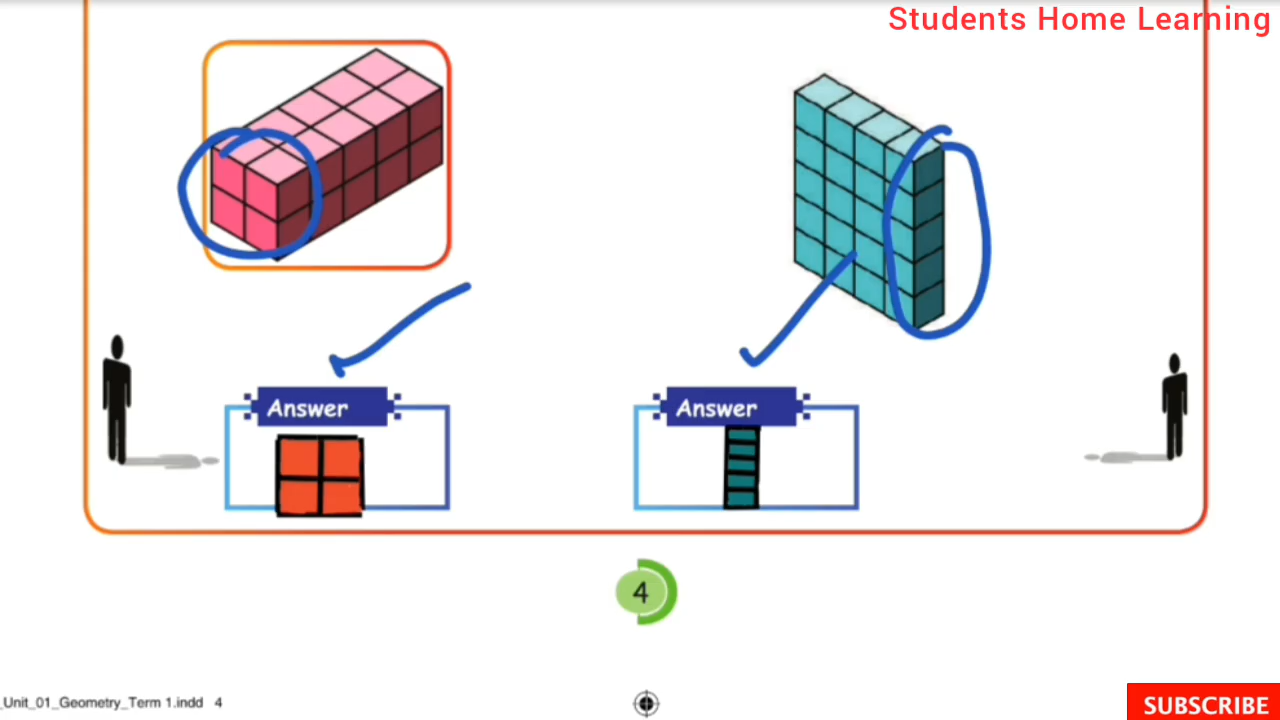 Students Home Learning
Answer
Answer
4
_Unit_01_Geometry_Term 1.indd 4
SUBSCRIBE